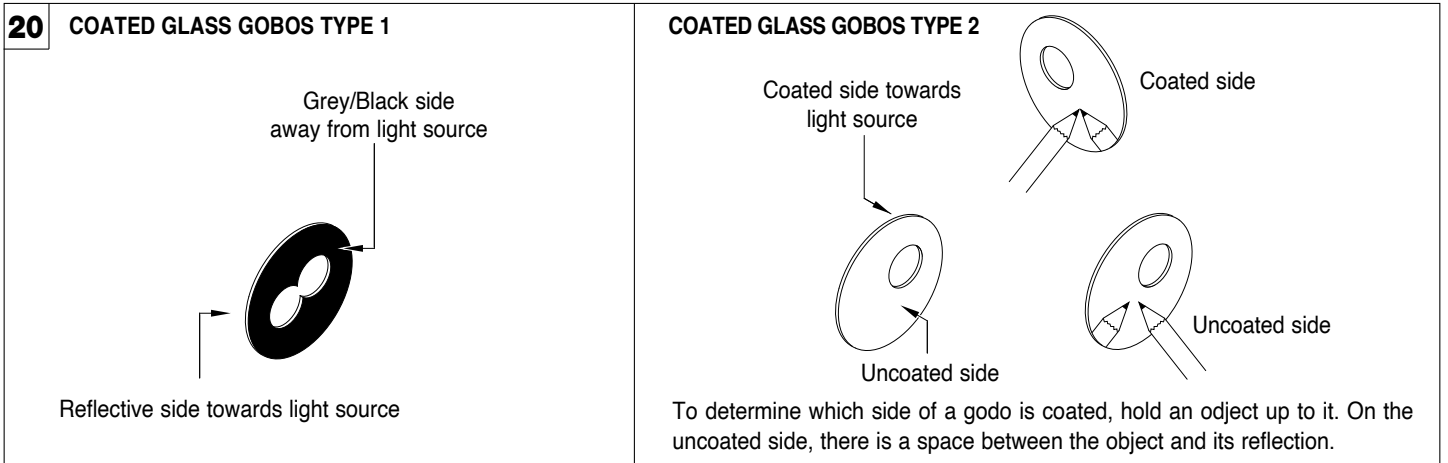 20 COATED GLASS GOBOS TYPE 1
Grey/Black side
away from light source
Reflective side towards light source
COATED GLASS GOBOS TYPE 2
Coated side towards
light source
Coated side
Uncoated side
Uncoated side
To determine which side of a godo is coated, hold an odject up to it. On the
uncoated side, there is a space between the object and its reflection.